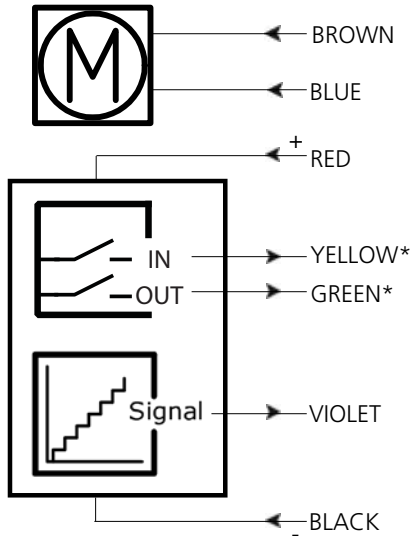 M
BROWN
BLUE
+
RED
IN
YELLOW*
OUT
GREEN*
Signal
VIOLET
BLACK
-